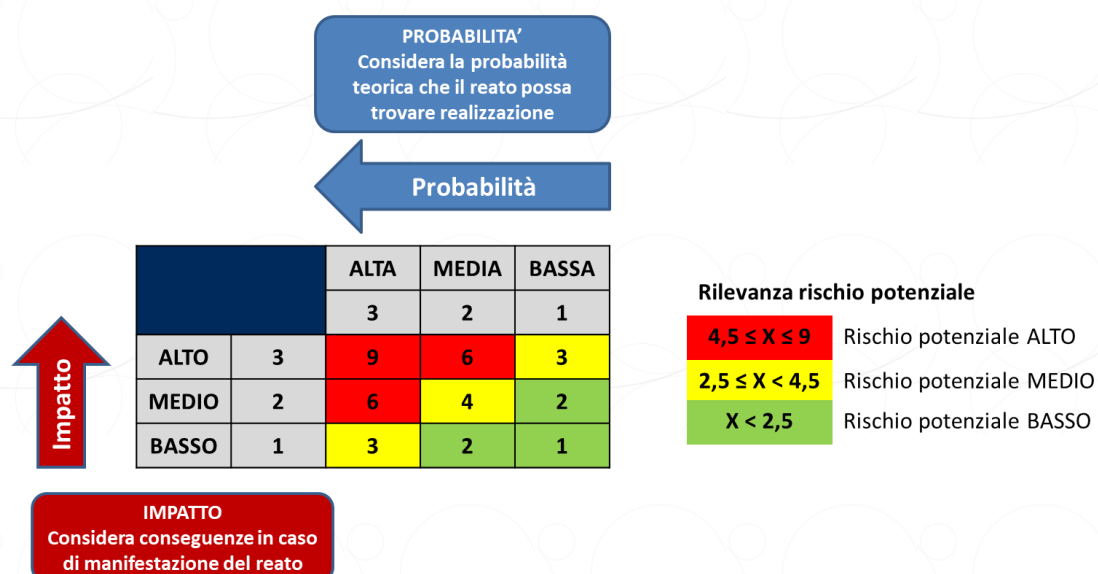 PROBABILITA'
Considera la probabilità
teorica che il reato possa
trovare realizzazione
Probabilità
ALTA MEDIA BASSA
3 2 1
ALTO 3 9 6 3
MEDIO 2 6 4 2
BASSO 1 3 2 1
Impatto
Rilevanza rischio potenziale
4,5 ≤ X ≤ 9 Rischio potenziale ALTO
2,5 ≤ X < 4,5 Rischio potenziale MEDIO
X < 2,5 Rischio potenziale BASSO
IMPATTO
Considera conseguenze in caso
di manifestazione del reato